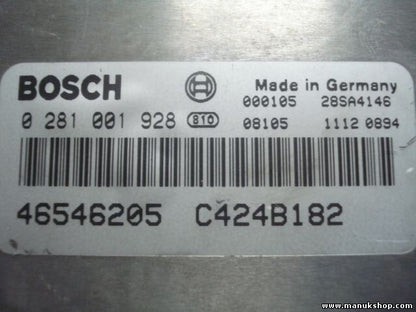 BOSCH Made in Germany
000105 28SA4146
0 281 001 928 810 08105 1112 0894
46546205 C424B182
www.manukshop.com